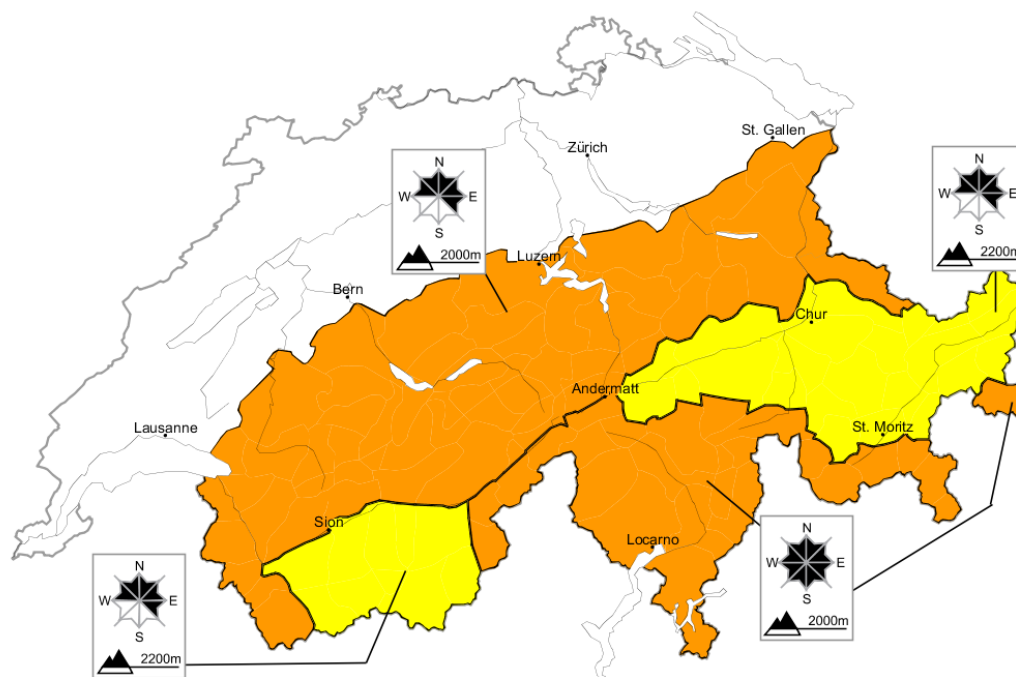 St. Gallen
Zürich
N
W E
S
2000m
N
W E
S
2200m
Luzern
Bern
Chur
Andermatt
Lausanne
St. Moritz
Sion
Locarno
N
W E
S
2000m
N
W E
S
2200m